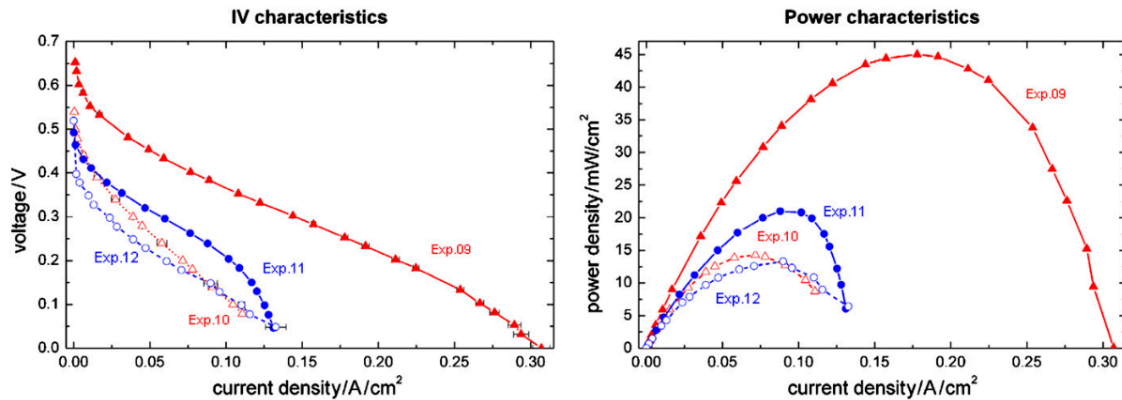 IV characteristics
0.7
0.6
0.5
0.4
0.3
0.2
0.1
0.0
voltage/V
0.00 0.05 0.10 0.15 0.20 0.25 0.30
current density/A/cm²
Exp.09
Exp.11
Exp.12
Exp.10
Power characteristics
45
40
35
30
25
20
15
10
5
0
power density/mW/cm²
0.00 0.05 0.10 0.15 0.20 0.25 0.30
current density/A/cm²
Exp.09
Exp.11
Exp.10
Exp.12